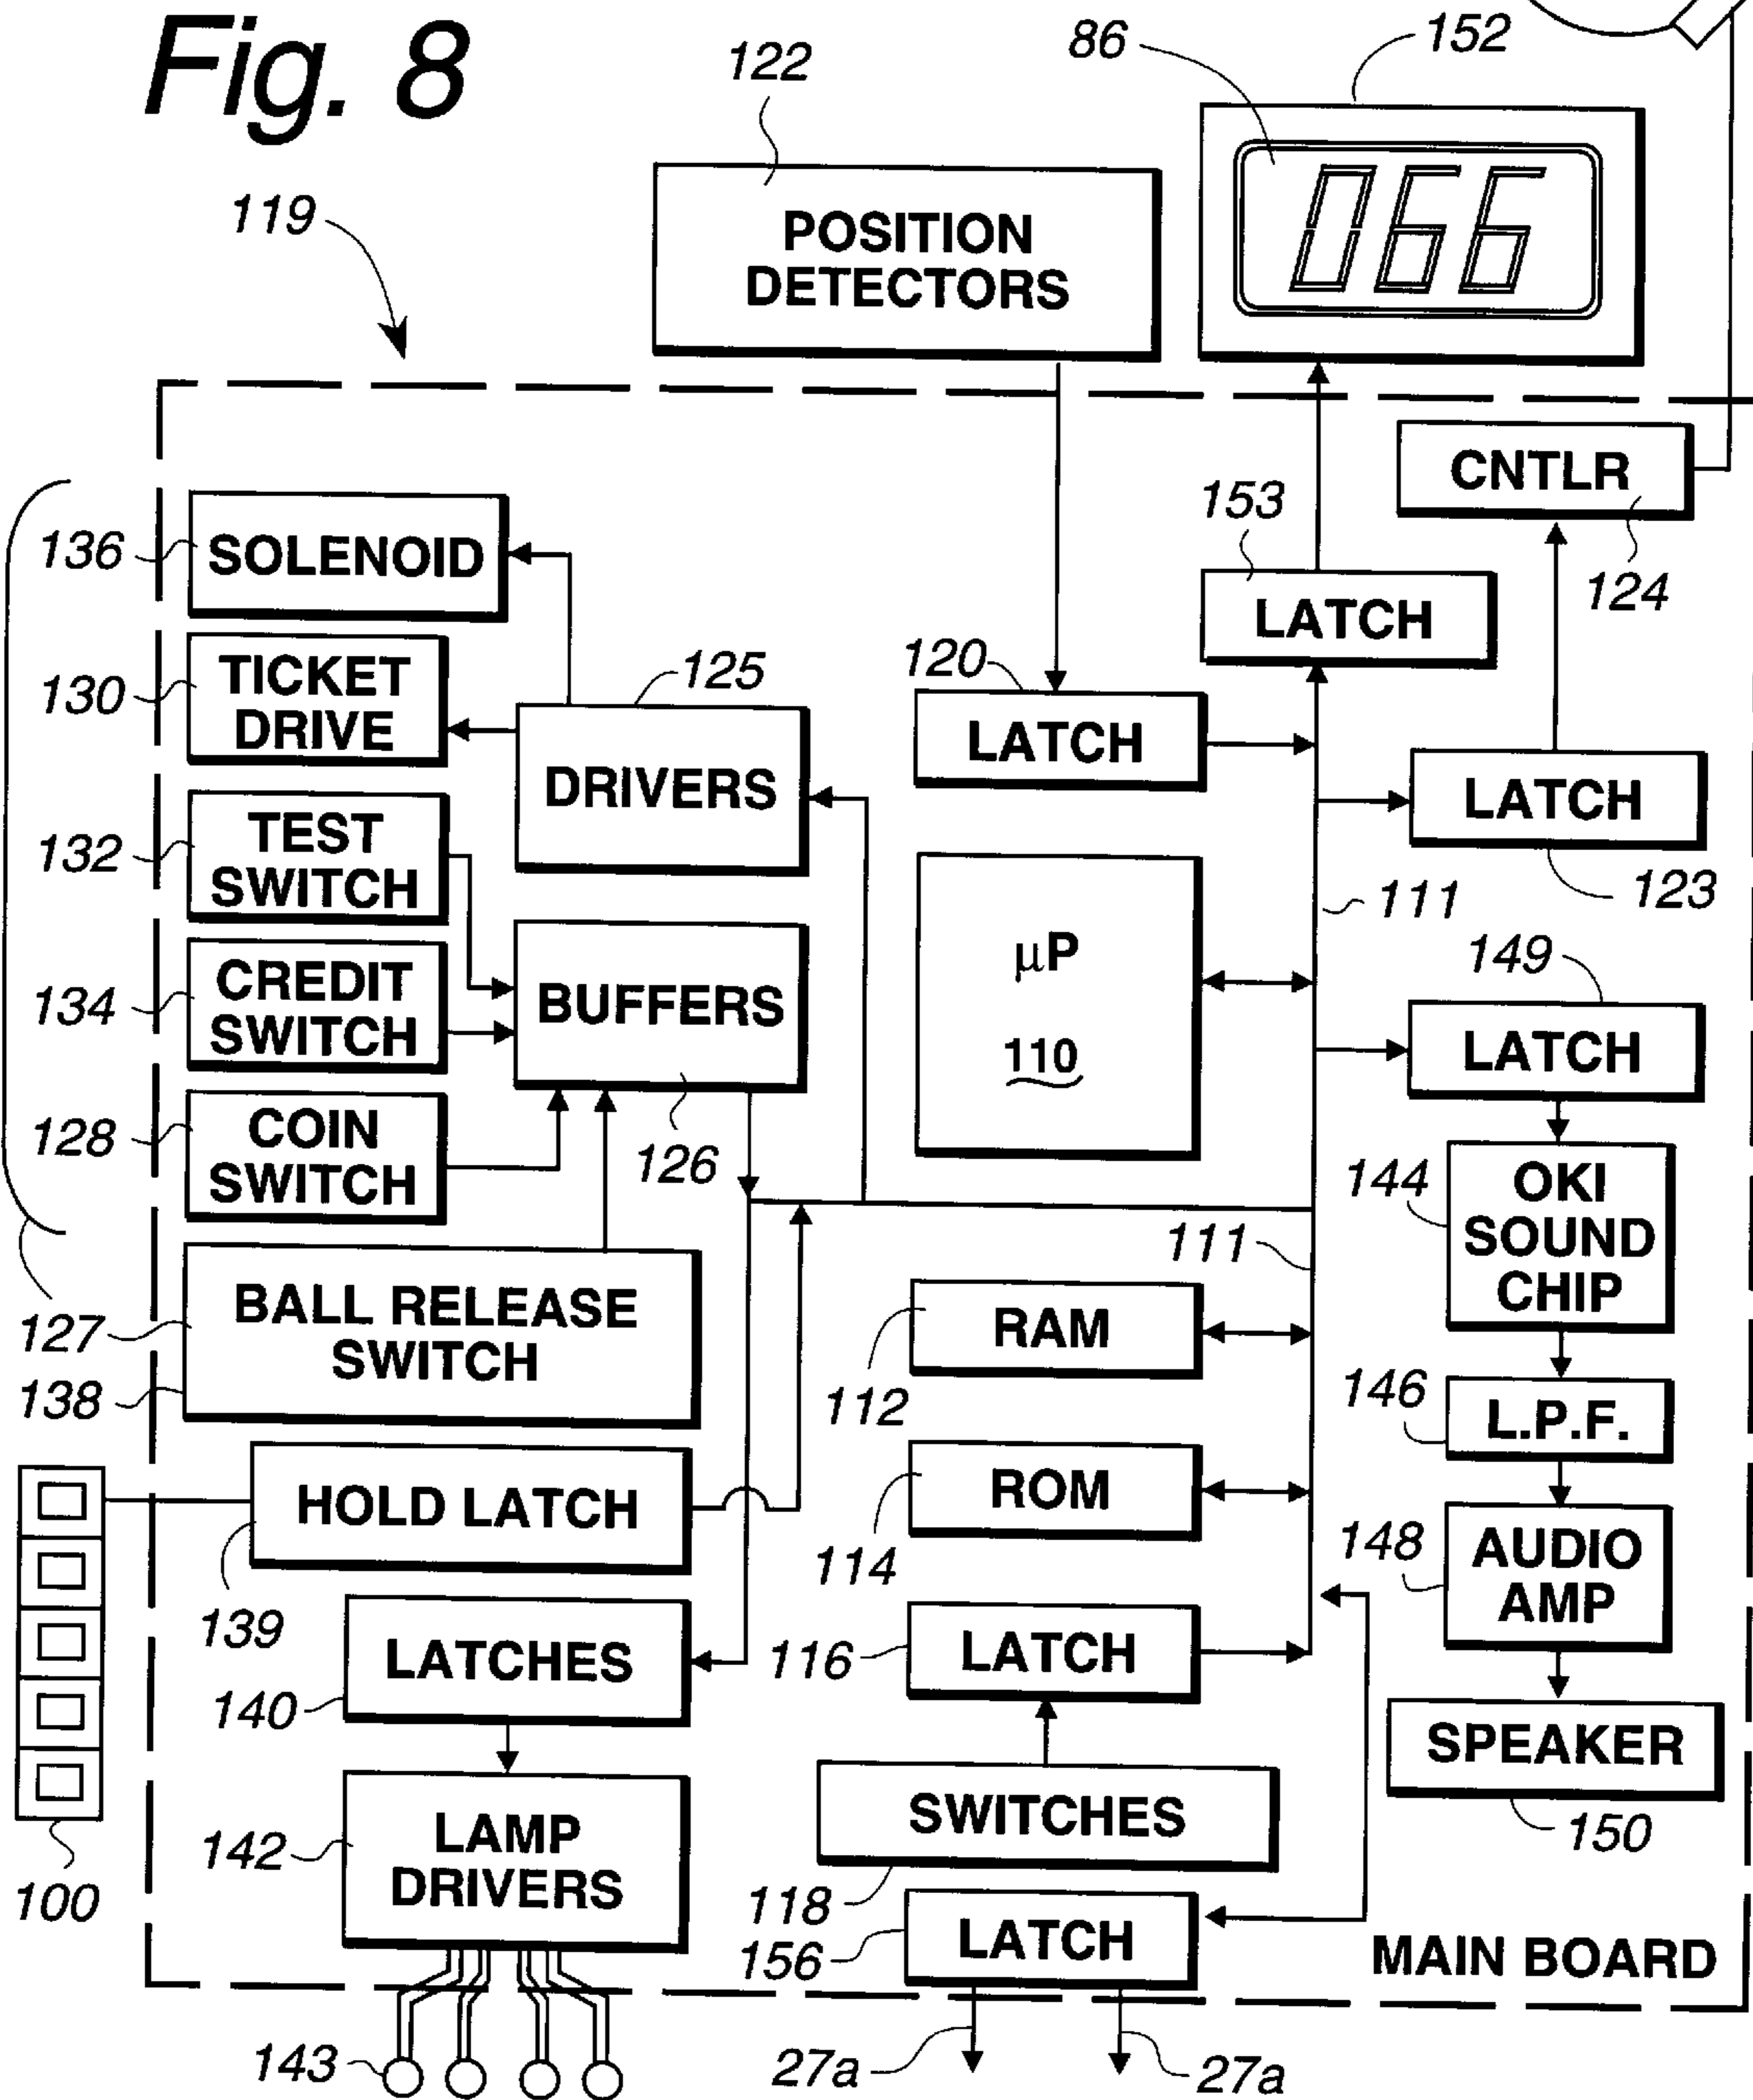 Fig. 8
122
86
152
119
POSITION
DETECTORS
066
CNTLR
153
136
SOLENOID
124
LATCH
130
TICKET
DRIVE
125
120
LATCH
DRIVERS
LATCH
132
TEST
SWITCH
111
123
µP
149
134
CREDIT
SWITCH
BUFFERS
110
LATCH
128
COIN
SWITCH
126
144
OKI
SOUND
CHIP
111
127
BALL RELEASE
SWITCH
RAM
138
112
146
L.P.F.
HOLD LATCH
ROM
114
148
AUDIO
AMP
139
LATCHES
116
LATCH
140
SPEAKER
SWITCHES
142
LAMP
DRIVERS
150
100
118
156
LATCH
MAIN BOARD
143
27a
27a